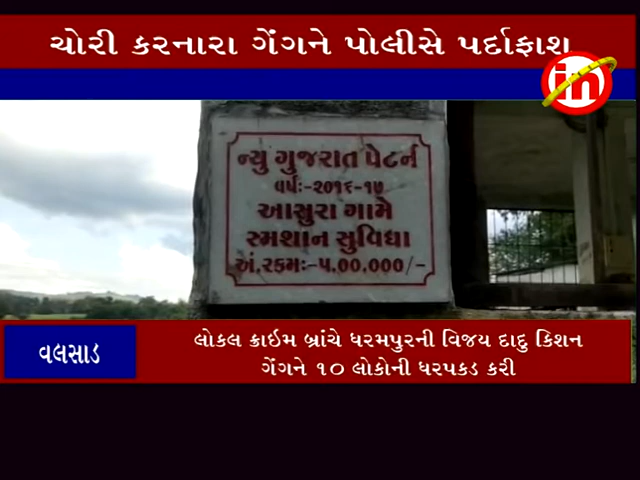 ચોરી કરનારા ગેંગને પોલીસે પર્દાફાશ
in
ન્યુ ગુજરાત પેટર્ન
વર્ષઃ-૨૦૧૬-૧૭
આસુરા ગામે
સ્મશાન સુવિધા
અં.રકમઃ-૫,૦૦,૦૦૦/-
વલસાડ
લોકલ ક્રાઇમ બ્રાંચે ધરમપુરની વિજય દાદુ કિશન
ગેંગને ૧૦ લોકોની ધરપકડ કરી